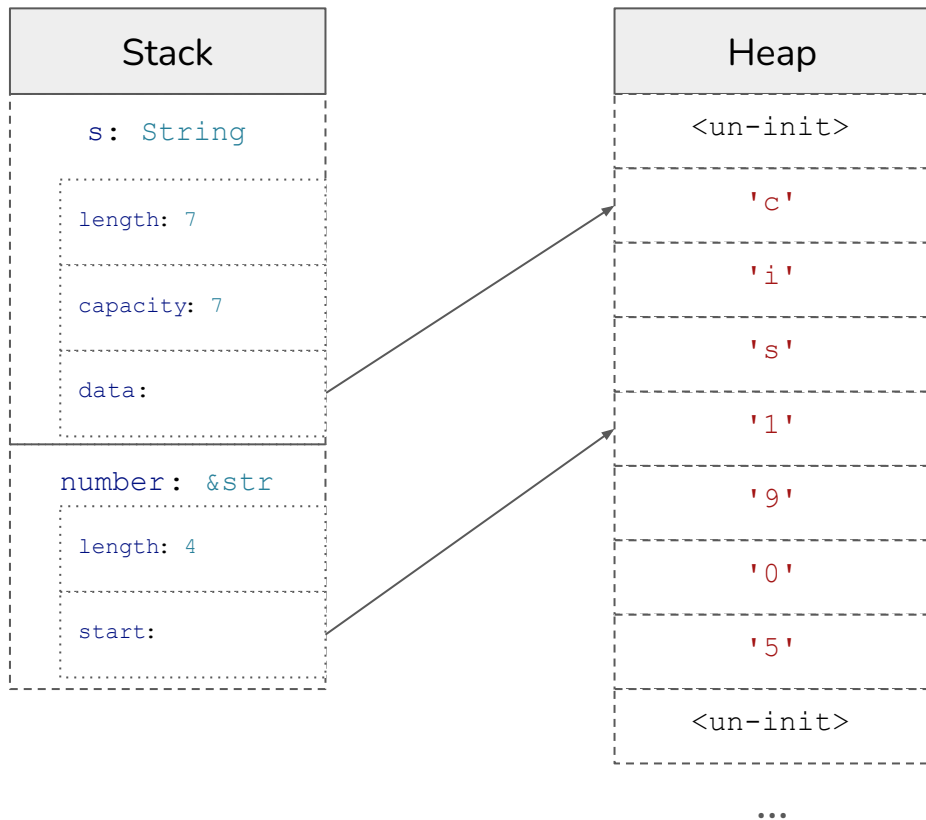 Stack
s: String
length: 7
capacity: 7
data:
number: &str
length: 4
start:
Heap
<un-init>
'c'
'i'
's'
'1'
'9'
'0'
'5'
<un-init>
...